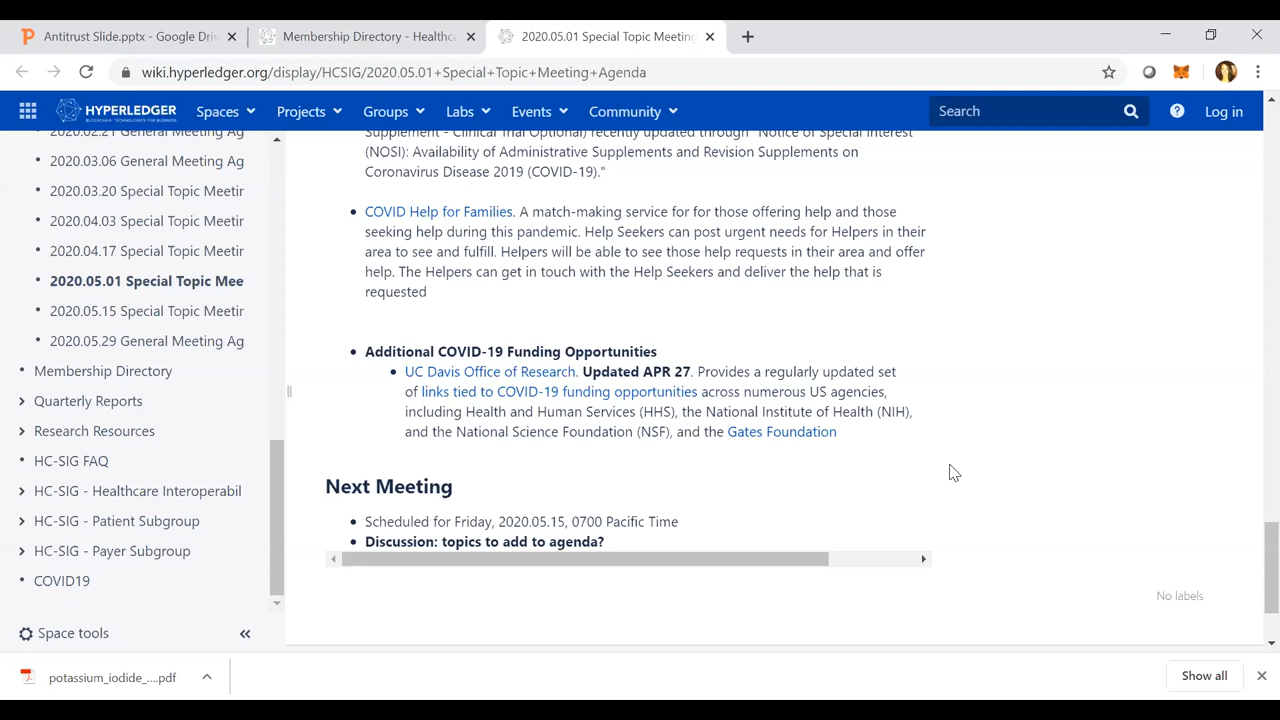 Antitrust Slide.pptx - Google Driv
Membership Directory - Healthc
2020.05.01 Special Topic Meeting
wiki.hyperledger.org/display/HCSIG/2020.05.01+Special+Topic+Meeting+Agenda
HYPERLEDGER
BLOCKCHAIN TECHNOLOGIES FOR BUSINESS
Spaces
Projects
Groups
Labs
Events
Community
Search
Log in
2020.02.21 General Meeting Ag
2020.03.06 General Meeting Ag
2020.03.20 Special Topic Meetir
2020.04.03 Special Topic Meetir
2020.04.17 Special Topic Meetir
2020.05.01 Special Topic Mee
2020.05.15 Special Topic Meetir
2020.05.29 General Meeting Ag
Membership Directory
Quarterly Reports
Research Resources
HC-SIG FAQ
HC-SIG - Healthcare Interoperabil
HC-SIG - Patient Subgroup
HC-SIG - Payer Subgroup
COVID19
Space tools
Supplement - Clinical Trial Optional) recently updated through "Notice of Special Interest
(NOSI): Availability of Administrative Supplements and Revision Supplements on
Coronavirus Disease 2019 (COVID-19)."
• COVID Help for Families. A match-making service for for those offering help and those
seeking help during this pandemic. Help Seekers can post urgent needs for Helpers in their
area to see and fulfill. Helpers will be able to see those help requests in their area and offer
help. The Helpers can get in touch with the Help Seekers and deliver the help that is
requested
• Additional COVID-19 Funding Opportunities
• UC Davis Office of Research. Updated APR 27. Provides a regularly updated set
of links tied to COVID-19 funding opportunities across numerous US agencies,
including Health and Human Services (HHS), the National Institute of Health (NIH),
and the National Science Foundation (NSF), and the Gates Foundation
Next Meeting
• Scheduled for Friday, 2020.05.15, 0700 Pacific Time
• Discussion: topics to add to agenda?
No labels
potassium_iodide_....pdf
Show all